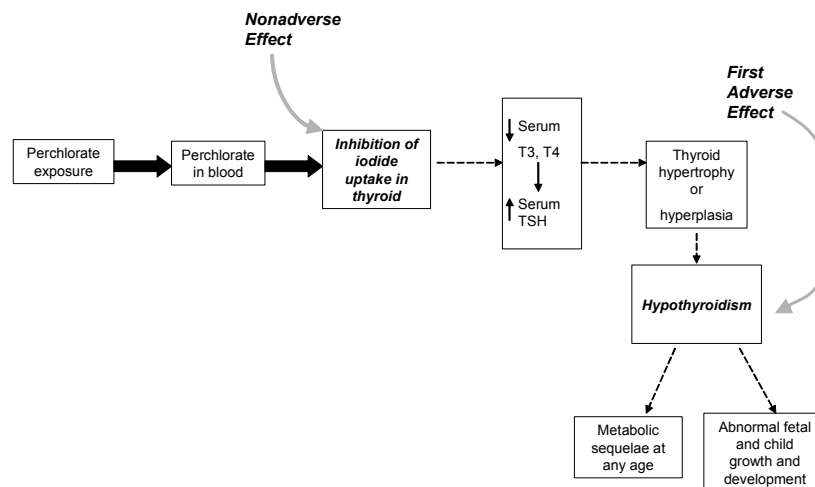 Nonadverse
Effect
First
Adverse
Effect
Perchlorate
exposure
Perchlorate
in blood
Inhibition of
iodide
uptake in
thyroid
Serum
T3, T4
Serum
TSH
Thyroid
hypertrophy
or
hyperplasia
Hypothyroidism
Metabolic
sequelae at
any age
Abnormal fetal
and child
growth and
development